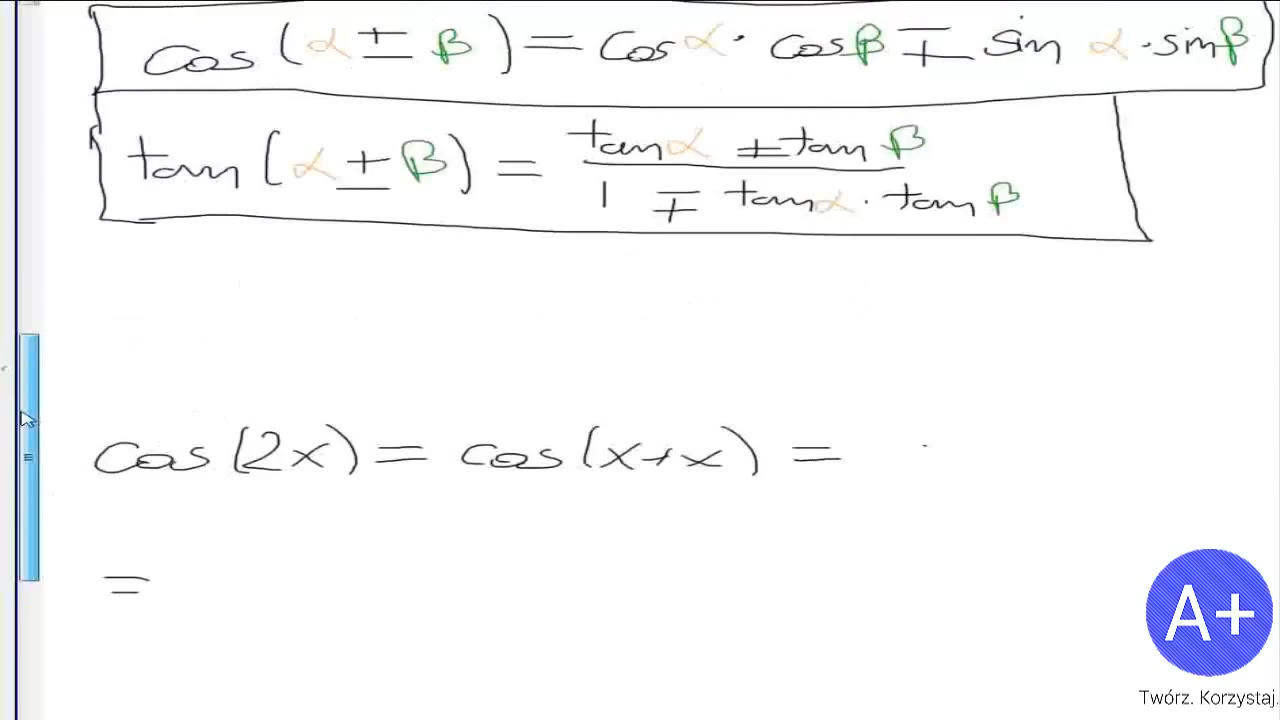 cos(α ± β) = cosα · cosβ ∓ sin α · sinβ
tan(α ± β) = (tanα ± tanβ) / (1 ∓ tanα · tanβ)
cos(2x) = cos(x+x) =
=
A+
Twórz. Korzystaj.